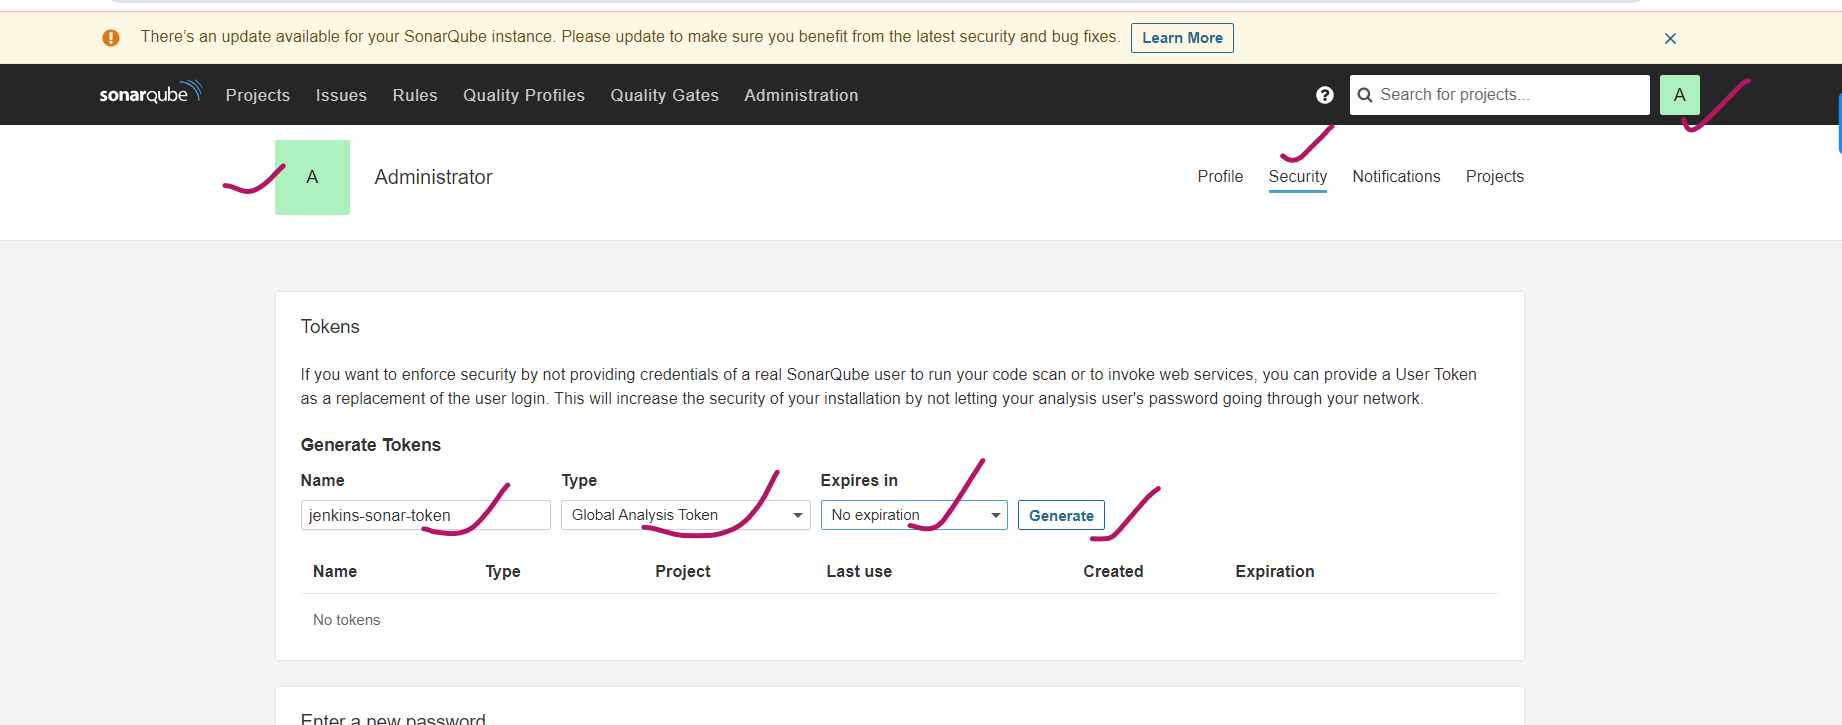 There's an update available for your SonarQube instance. Please update to make sure you benefit from the latest security and bug fixes. Learn More
sonarqube Projects Issues Rules Quality Profiles Quality Gates Administration ? Search for projects... A
A Administrator Profile Security Notifications Projects
Tokens
If you want to enforce security by not providing credentials of a real SonarQube user to run your code scan or to invoke web services, you can provide a User Token
as a replacement of the user login. This will increase the security of your installation by not letting your analysis user's password going through your network.
Generate Tokens
Name Type Expires in
jenkins-sonar-token Global Analysis Token No expiration Generate
Name Type Project Last use Created Expiration
No tokens
Enter a new password